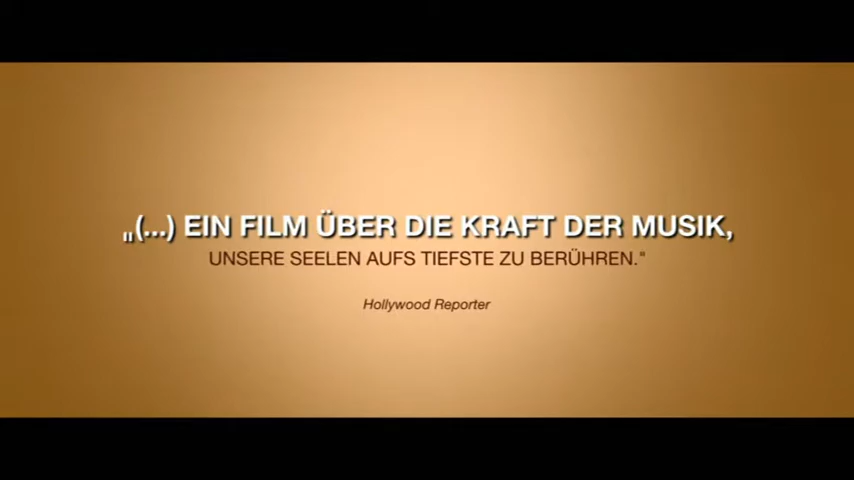 „(...) EIN FILM ÜBER DIE KRAFT DER MUSIK,
UNSERE SEELEN AUFS TIEFSTE ZU BERÜHREN."
Hollywood Reporter